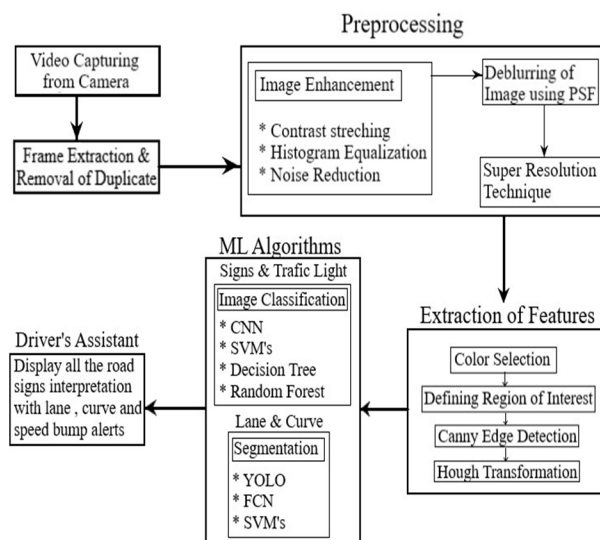 Preprocessing
Video Capturing
from Camera
Frame Extraction &
Removal of Duplicate
Image Enhancement
* Contrast streching
* Histogram Equalization
* Noise Reduction
Deblurring of
Image using PSF
Super Resolution
Technique
Extraction of Features
Color Selection
Defining Region of Interest
Canny Edge Detection
Hough Transformation
ML Algorithms
Signs & Trafic Light
Image Classification
* CNN
* SVM's
* Decision Tree
* Random Forest
Lane & Curve
Segmentation
* YOLO
* FCN
* SVM's
Driver's Assistant
Display all the road
signs interpretation
with lane , curve and
speed bump alerts